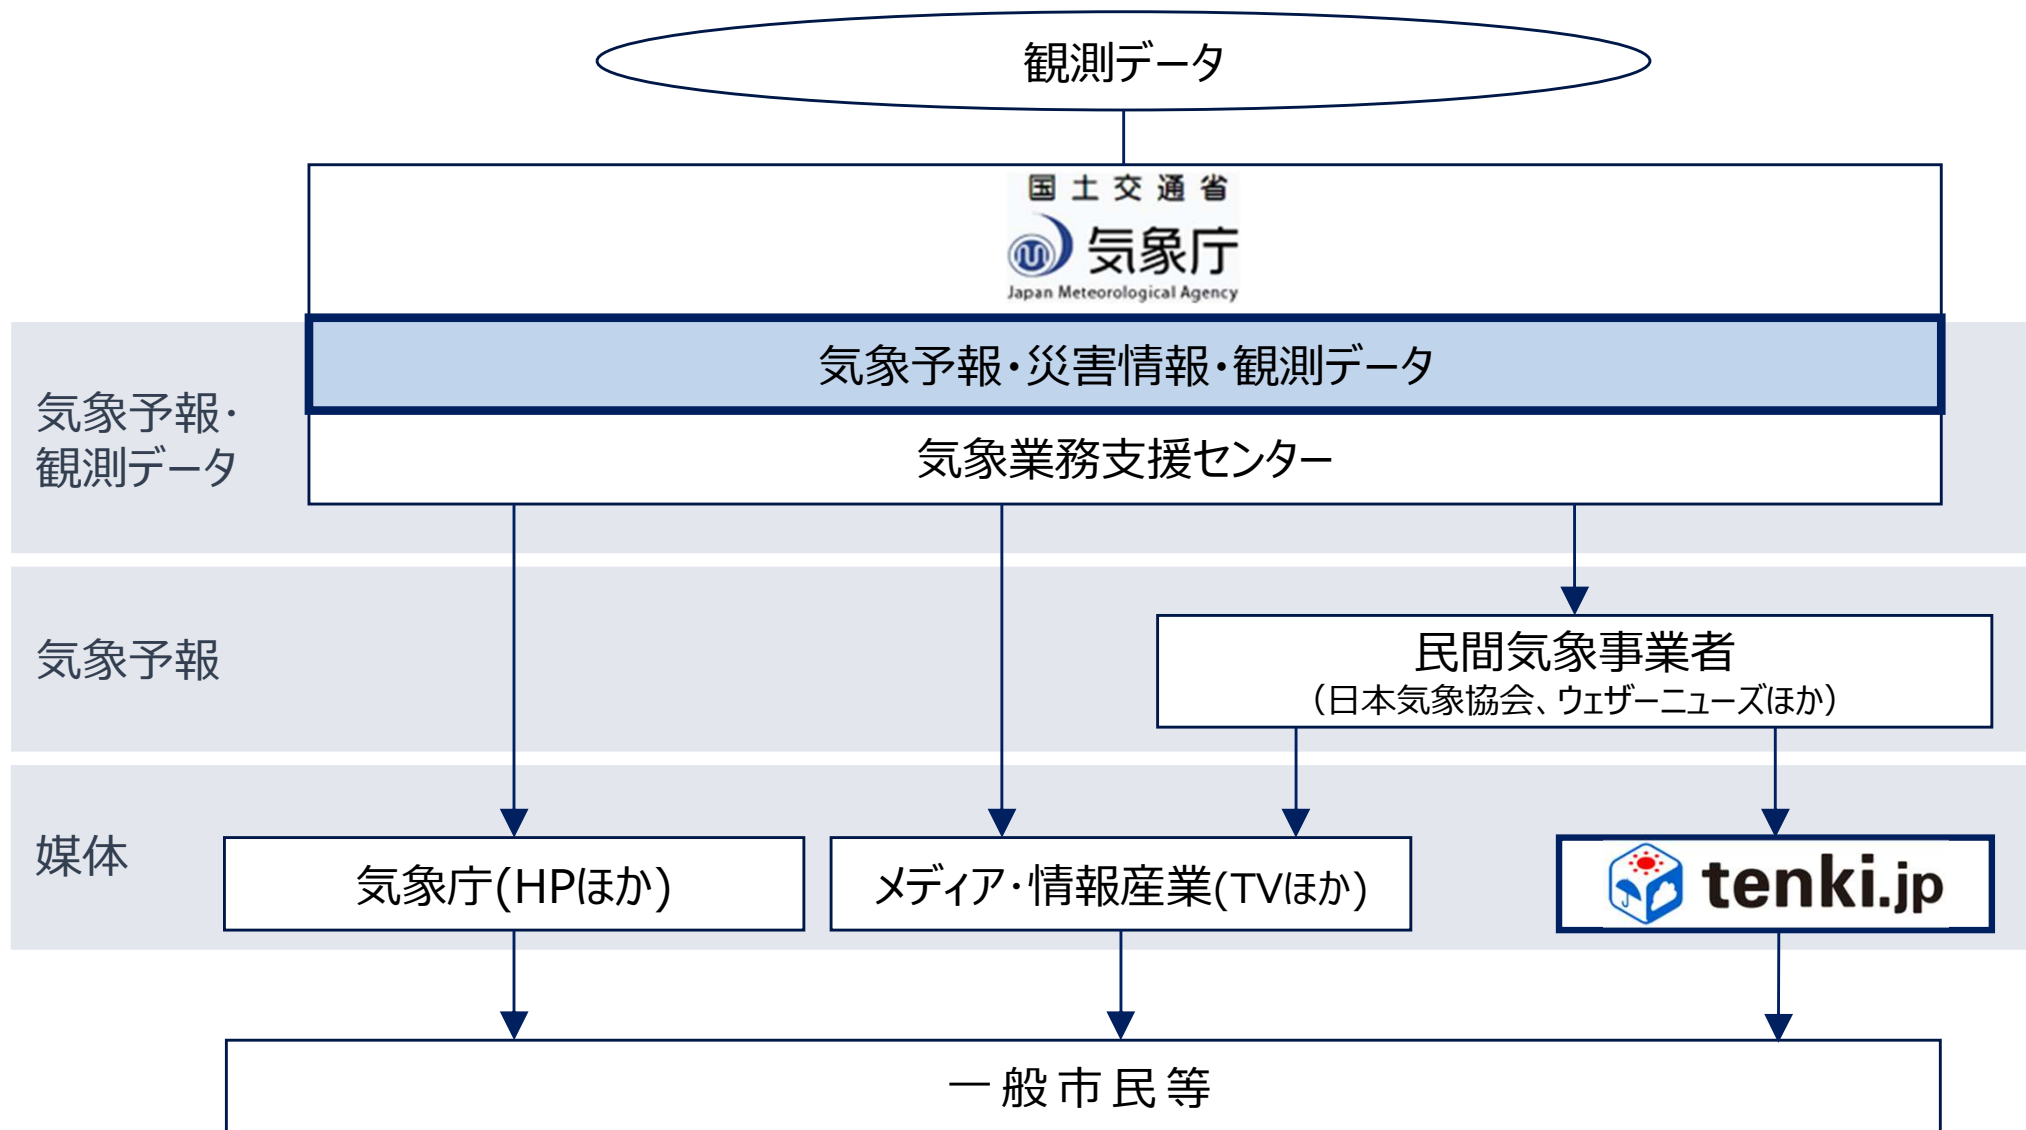 観測データ
国土交通省
気象庁
Japan Meteorological Agency
気象予報・災害情報・観測データ
気象予報・
観測データ
気象業務支援センター
気象予報
民間気象事業者
（日本気象協会、ウェザーニューズほか）
媒体
気象庁(HPほか)
メディア・情報産業(TVほか)
tenki.jp
一般市民等